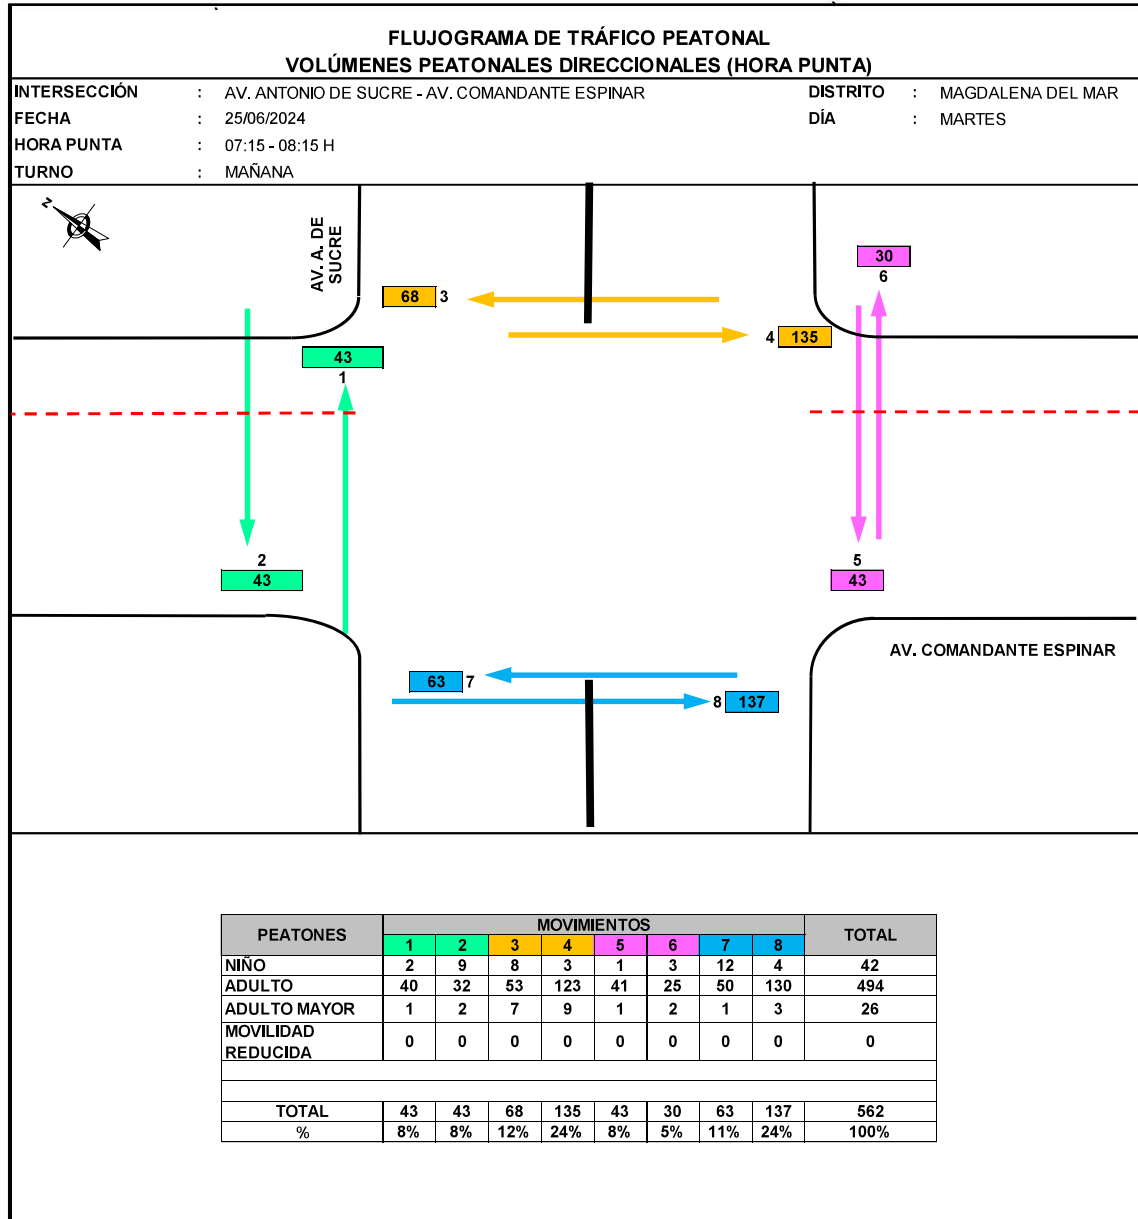 FLUJOGRAMA DE TRÁFICO PEATONAL
VOLÚMENES PEATONALES DIRECCIONALES (HORA PUNTA)
INTERSECCIÓN : AV. ANTONIO DE SUCRE - AV. COMANDANTE ESPINAR DISTRITO : MAGDALENA DEL MAR
FECHA : 25/06/2024 DÍA : MARTES
HORA PUNTA : 07:15 - 08:15 H
TURNO : MAÑANA
N
AV. A. DE
SUCRE
30
6
68 3
4 135
43
1
2
43
5
43
AV. COMANDANTE ESPINAR
63 7
8 137
PEATONES MOVIMIENTOS TOTAL
1 2 3 4 5 6 7 8
NIÑO 2 9 8 3 1 3 12 4 42
ADULTO 40 32 53 123 41 25 50 130 494
ADULTO MAYOR 1 2 7 9 1 2 1 3 26
MOVILIDAD
REDUCIDA 0 0 0 0 0 0 0 0 0
TOTAL 43 43 68 135 43 30 63 137 562
% 8% 8% 12% 24% 8% 5% 11% 24% 100%